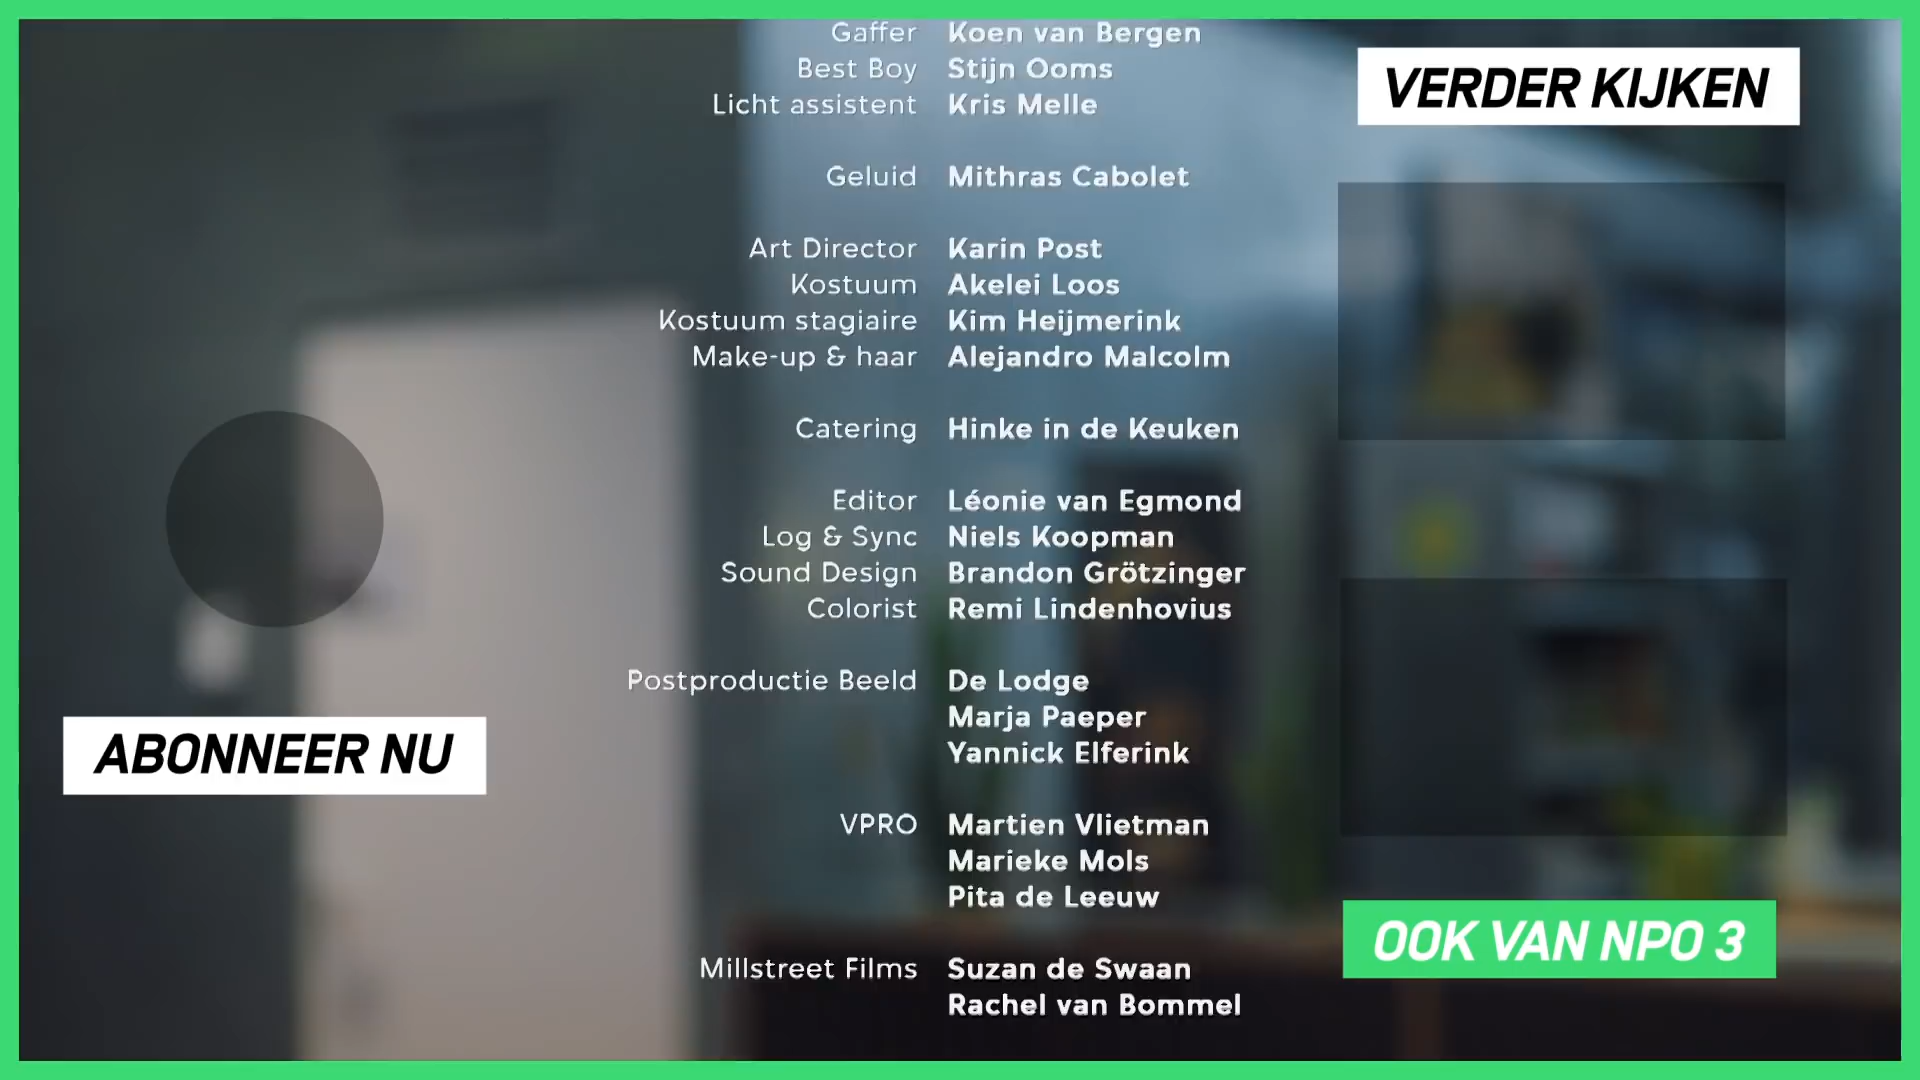 Gaffer Koen van Bergen
Best Boy Stijn Ooms
Licht assistent Kris Melle
Geluid Mithras Cabolet
Art Director Karin Post
Kostuum Akelei Loos
Kostuum stagiaire Kim Heijmerink
Make-up & haar Alejandro Malcolm
Catering Hinke in de Keuken
Editor Léonie van Egmond
Log & Sync Niels Koopman
Sound Design Brandon Grötzinger
Colorist Remi Lindenhovius
Postproductie Beeld De Lodge
Marja Paeper
Yannick Elferink
VPRO Martien Vlietman
Marieke Mols
Pita de Leeuw
Millstreet Films Suzan de Swaan
Rachel van Bommel
ABONNEER NU
VERDER KIJKEN
OOK VAN NPO 3